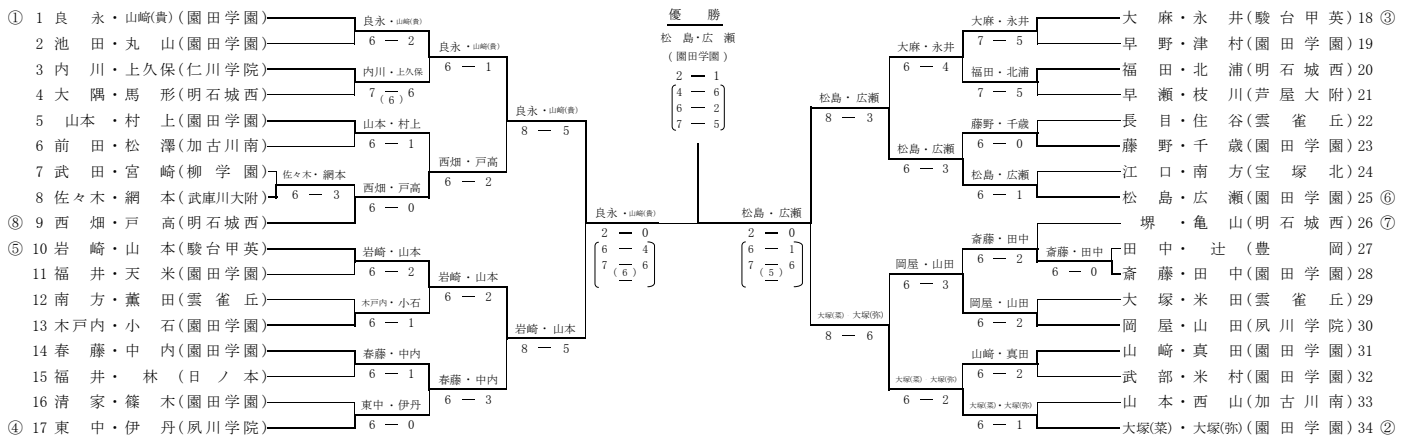 ① 1 良 永・山﨑(貴)(園田学園)
2 池 田・丸 山(園田学園)
3 内 川・上久保(仁川学院)
4 大 隅・馬 形(明石城西)
5 山本 ・村 上(園田学園)
6 前 田・松 澤(加古川南)
7 武 田・宮 崎(柳 学 園)
8 佐々木・網 本(武庫川大附)
⑧ 9 西 畑・戸 高(明石城西)
⑤ 10 岩 崎・山 本(駿台甲英)
11 福 井・天 米(園田学園)
12 南 方・薫 田(雲 雀 丘)
13 木戸内・小 石(園田学園)
14 春 藤・中 内(園田学園)
15 福 井・ 林 (日 ノ 本)
16 清 家・篠 木(園田学園)
④ 17 東 中・伊 丹(夙川学院)
佐々木・網本
6 ― 3
良永・山﨑(貴)
6 ― 2
内川・上久保
7 ― 6
(6)
山本・村上
6 ― 1
西畑・戸高
6 ― 0
岩崎・山本
6 ― 2
木戸内・小石
6 ― 1
春藤・中内
6 ― 1
東中・伊丹
6 ― 0
良永・山﨑(貴)
6 ― 1
西畑・戸高
6 ― 2
岩崎・山本
6 ― 2
春藤・中内
6 ― 3
良永・山﨑(貴)
8 ― 5
岩崎・山本
8 ― 5
良永・山﨑(貴)
2 ― 0
6 ― 4
7 ― 6
(6)
優 勝
松 島・広 瀬
(園田学園)
2 ― 1
4 ― 6
6 ― 2
7 ― 5
松島・広瀬
2 ― 0
6 ― 1
7 ― 6
(5)
松島・広瀬
8 ― 3
大塚(菜) 大塚(弥)
8 ― 6
大麻・永井
6 ― 4
松島・広瀬
6 ― 3
岡屋・山田
6 ― 3
大塚(菜) 大塚(弥)
6 ― 2
大麻・永井
7 ― 5
福田・北浦
7 ― 5
藤野・千歳
6 ― 0
松島・広瀬
6 ― 1
斎藤・田中
6 ― 2
岡屋・山田
6 ― 2
山﨑・真田
6 ― 2
大塚(菜)・大塚(弥)
6 ― 1
斎藤・田中
6 ― 0
大 麻・永 井(駿台甲英)18 ③
早 野・津 村(園田学園)19
福 田・北 浦(明石城西)20
早 瀬・枝 川(芦屋大附)21
長 目・住 谷(雲 雀 丘)22
藤 野・千 歳(園田学園)23
江 口・南 方(宝 塚 北)24
松 島・広 瀬(園田学園)25 ⑥
堺 ・亀 山(明石城西)26 ⑦
田 中・ 辻 (豊 岡)27
斎 藤・田 中(園田学園)28
大 塚・米 田(雲 雀 丘)29
岡 屋・山 田(夙川学院)30
山 﨑・真 田(園田学園)31
武 部・米 村(園田学園)32
山 本・西 山(加古川南)33
大塚(菜)・大塚(弥)(園田学園)34 ②